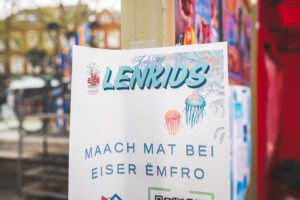 LENKIDS
MAACH MAT BEI
EISER ËMFRO